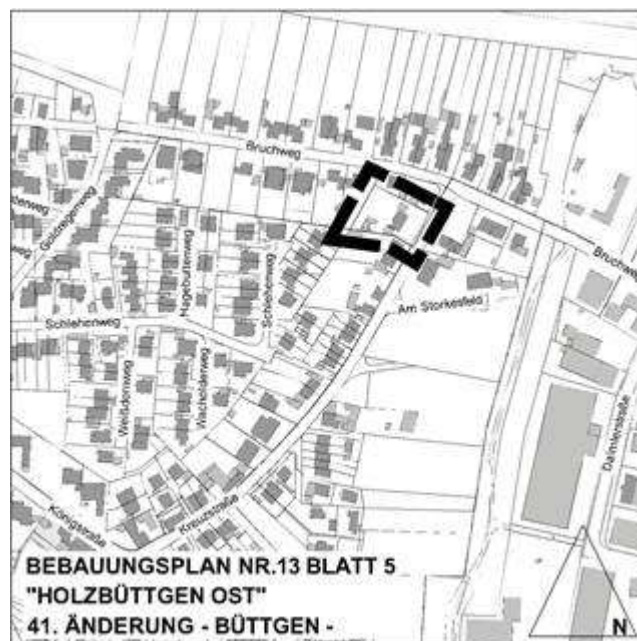 Bruchweg
Goldregenweg
Bruchweg
Hagebuttenweg
Schlehenweg
Am Storkesfeld
Schlehenweg
Weißdornweg
Wacholderweg
Daimlerstraße
Königstraße
Kreuzstraße
BEBAUUNGSPLAN NR.13 BLATT 5
"HOLZBÜTTGEN OST"
41. ÄNDERUNG - BÜTTGEN -
N